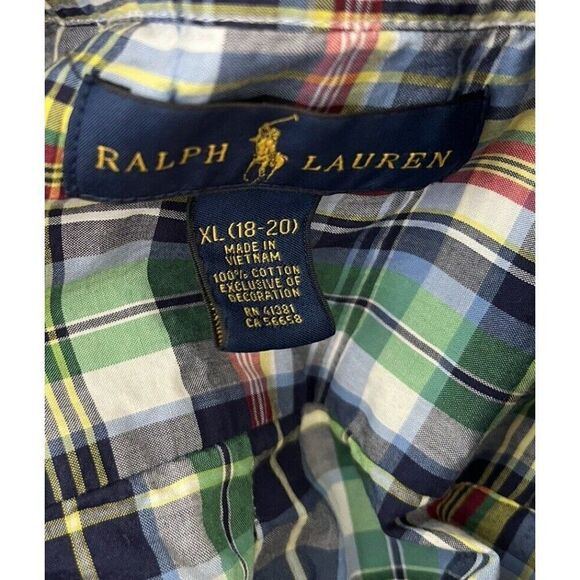 RALPH LAUREN
XL (18-20)
MADE IN
VIETNAM
100% COTTON
EXCLUSIVE OF
DECORATION
RN 41381
CA 56658